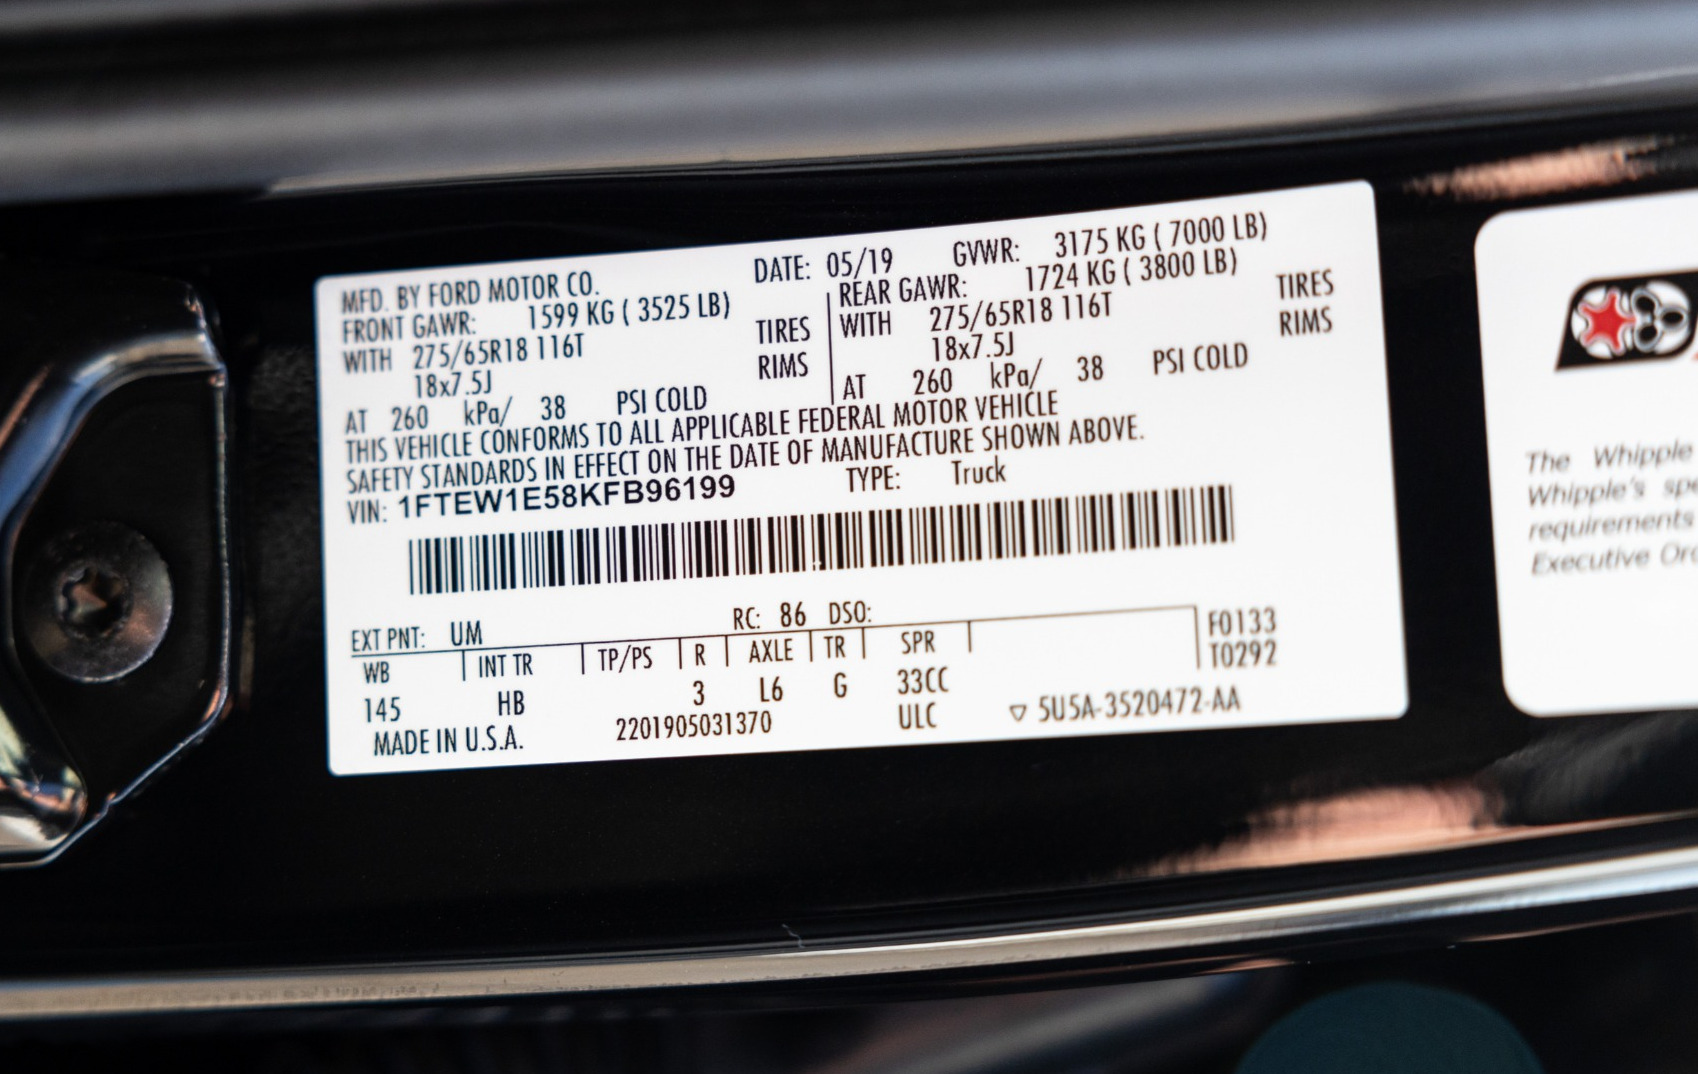 MFD. BY FORD MOTOR CO. DATE: 05/19 GVWR: 3175 KG ( 7000 LB)
FRONT GAWR: 1599 KG ( 3525 LB) REAR GAWR: 1724 KG ( 3800 LB)
WITH 275/65R18 116T TIRES WITH 275/65R18 116T TIRES
18x7.5J RIMS 18x7.5J RIMS
AT 260 kPa/ 38 PSI COLD AT 260 kPa/ 38 PSI COLD
THIS VEHICLE CONFORMS TO ALL APPLICABLE FEDERAL MOTOR VEHICLE
SAFETY STANDARDS IN EFFECT ON THE DATE OF MANUFACTURE SHOWN ABOVE.
VIN: 1FTEW1E58KFB96199 TYPE: Truck
EXT PNT: UM RC: 86 DSO: F0133
WB INT TR TP/PS R AXLE TR SPR T0292
145 HB 3 L6 G 33CC
MADE IN U.S.A. 2201905031370 ULC ▽ 5U5A-3520472-AA
The Whipple
Whipple's
requirements
Executive